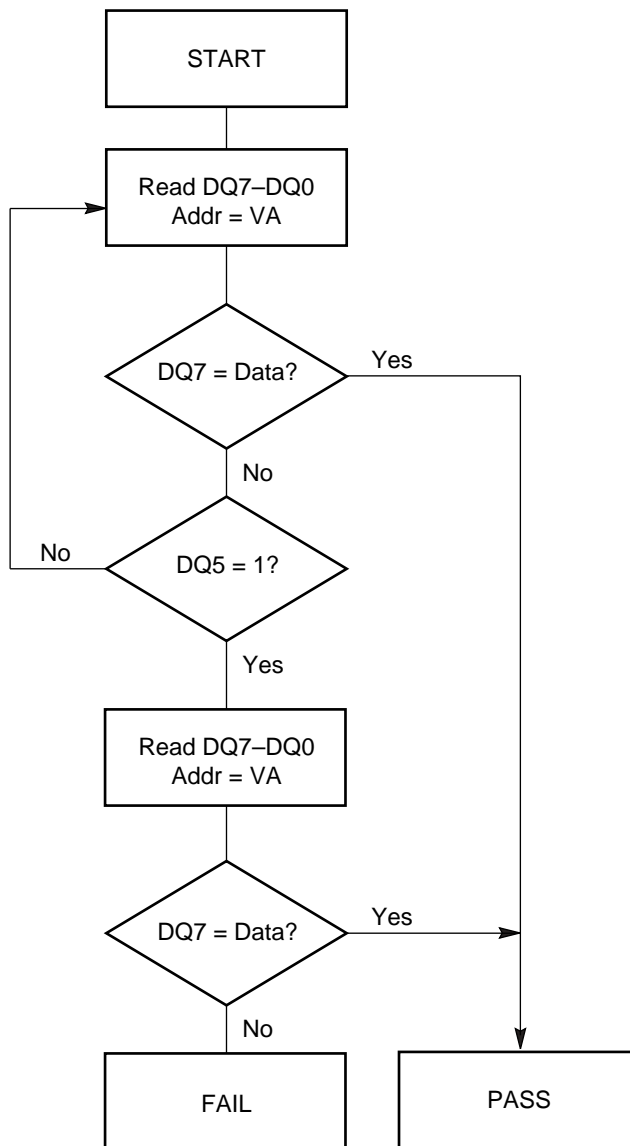 START
Read DQ7–DQ0
Addr = VA
DQ7 = Data?
Yes
No
No
DQ5 = 1?
Yes
Read DQ7–DQ0
Addr = VA
DQ7 = Data?
Yes
No
FAIL
PASS